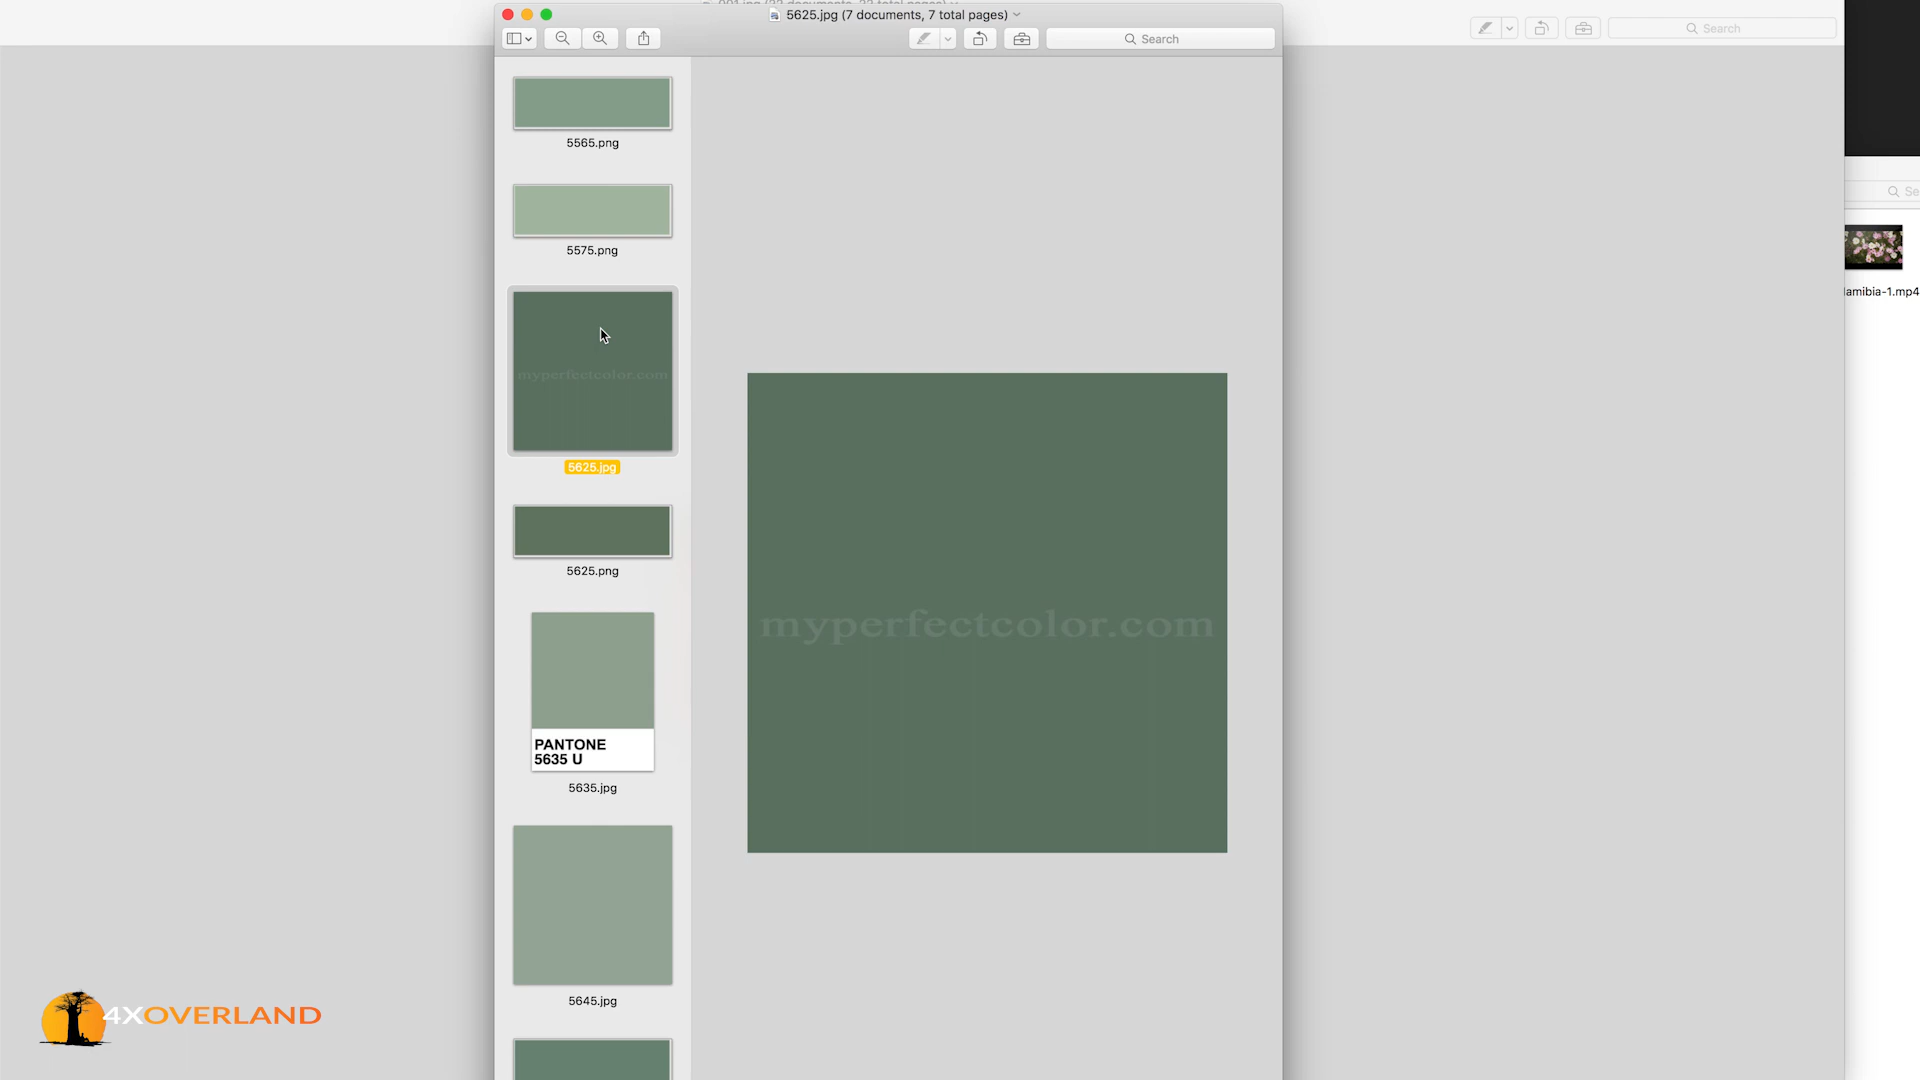 5625.jpg (7 documents, 7 total pages)
Search
Search
5565.png
5575.png
myperfectcolor.com
5625.jpg
5625.png
PANTONE
5635 U
5635.jpg
5645.jpg
myperfectcolor.com
Se
amibia-1.mp4
4XOVERLAND